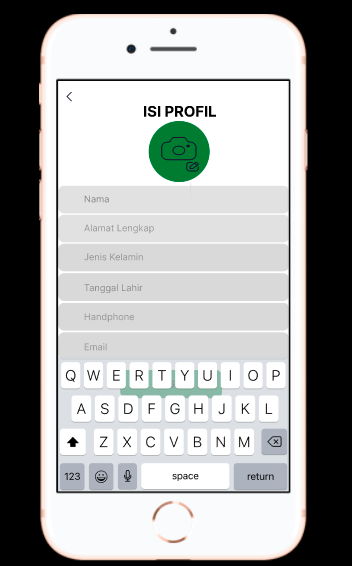 ISI PROFIL
Nama
Alamat Lengkap
Jenis Kelamin
Tanggal Lahir
Handphone
Email
Q W E R T Y U I O P
A S D F G H J K L
Z X C V B N M
123 space return